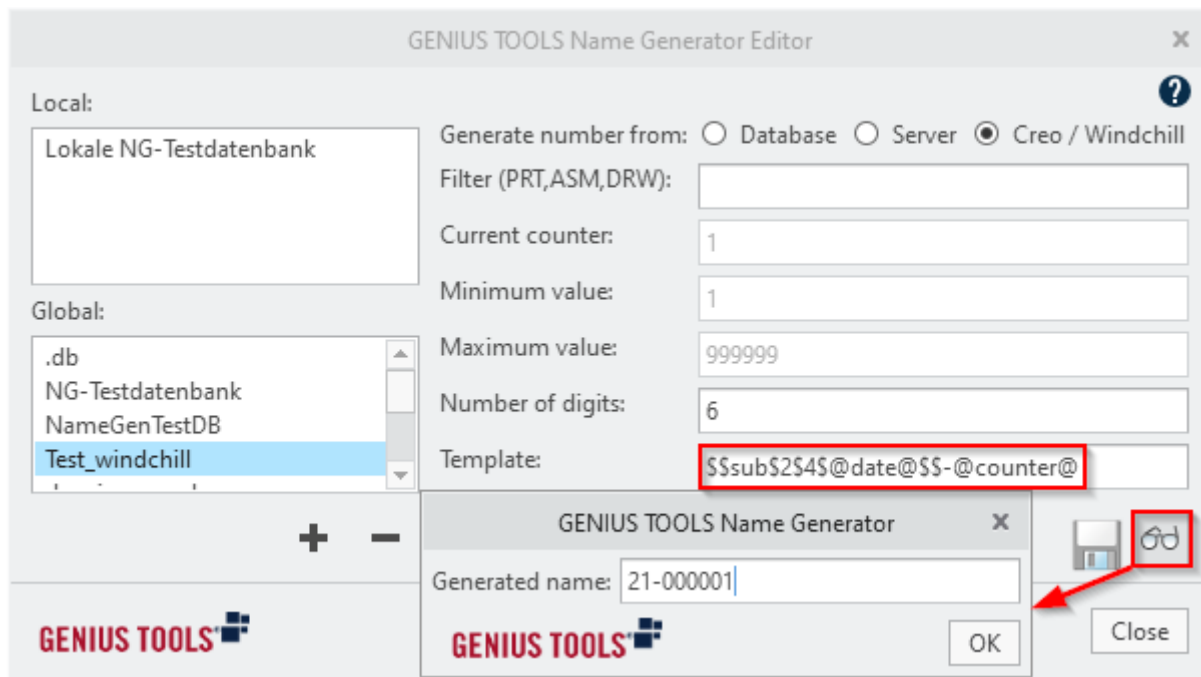 GENIUS TOOLS Name Generator Editor
Local:
Lokale NG-Testdatenbank
Global:
.db
NG-Testdatenbank
NameGenTestDB
Test_windchill
Generate number from: Database Server Creo / Windchill
Filter (PRT,ASM,DRW):
Current counter: 1
Minimum value: 1
Maximum value: 999999
Number of digits: 6
Template: $$sub$2$4$@date@$$-@counter@
GENIUS TOOLS Name Generator
Generated name: 21-000001
GENIUS TOOLS
OK
GENIUS TOOLS
Close